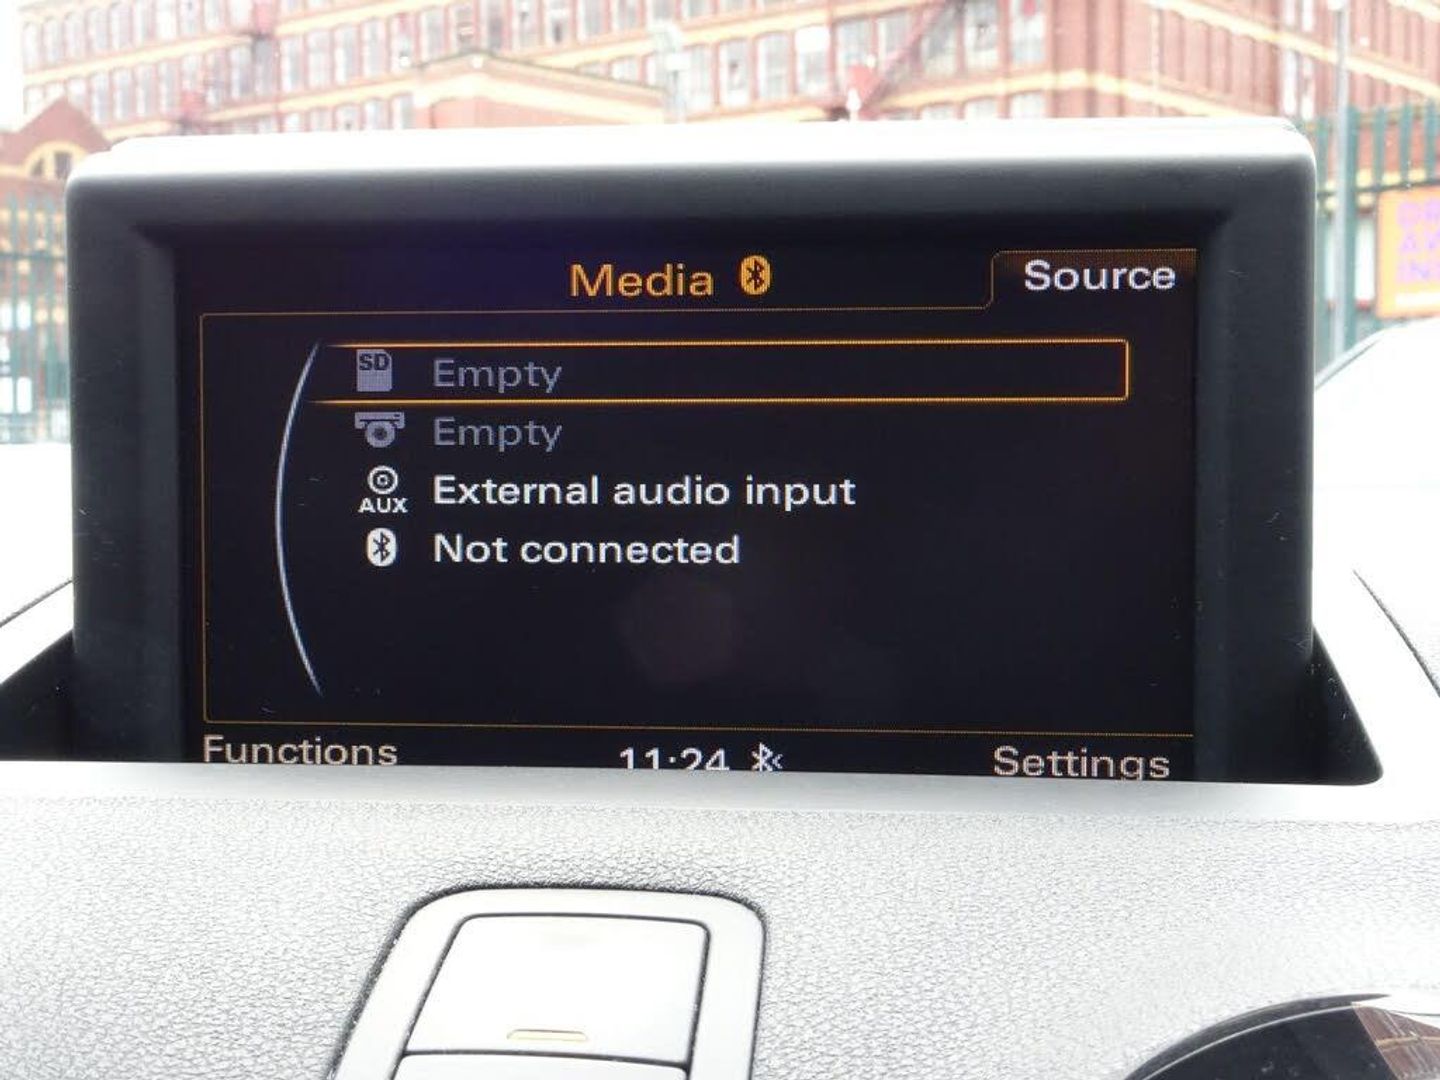 Media
Source
SD Empty
Empty
AUX External audio input
Not connected
Functions 11:24 Settings